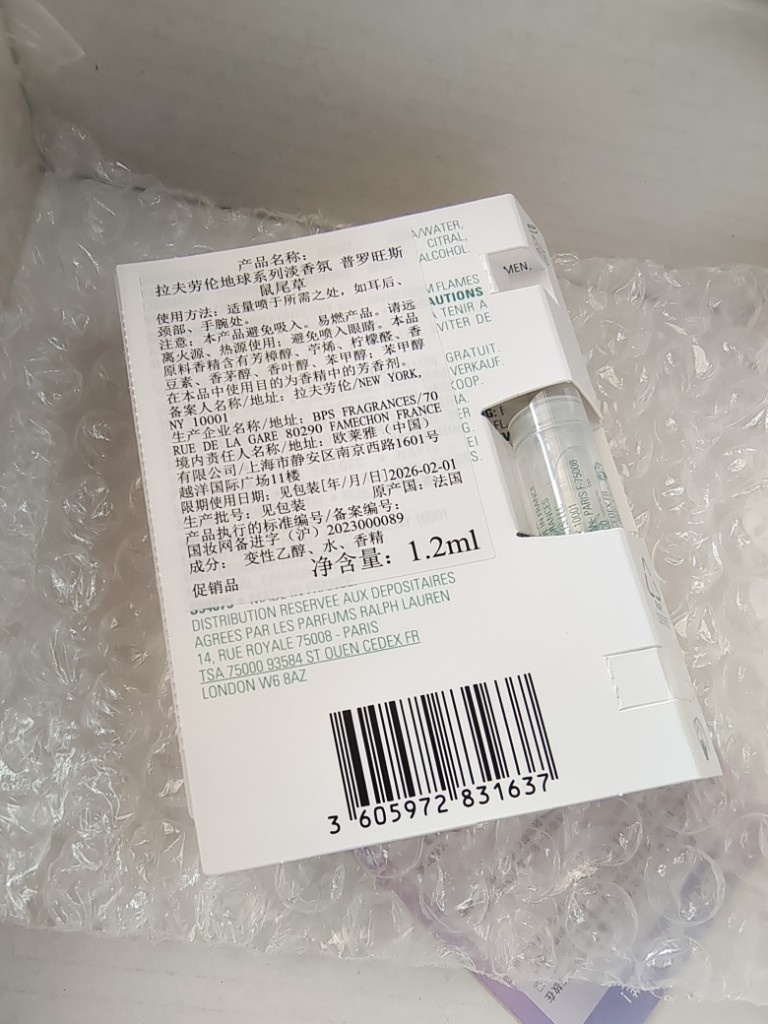 产品名称:
拉夫劳伦地球系列淡香氛 普罗旺斯
鼠尾草
使用方法: 适量喷于所需之处, 如耳后、
颈部、手腕处。
注意: 本产品避免吸入。易燃产品。请远
离火源、热源使用; 避免喷入眼睛。本品
原料香精含有芳樟醇、苧烯、柠檬醛、香
豆素、香茅醇、香叶醇、苯甲醇; 苯甲醇
在本品中使用目的为香精中的芳香剂。
备案人名称/地址: 拉夫劳伦/NEW YORK,
NY 10001
生产企业名称/地址: BPS FRAGRANCES/70
RUE DE LA GARE 80290 FAMECHON FRANCE
境内责任人名称/地址: 欧莱雅 (中国)
有限公司/上海市静安区南京西路1601号
越洋国际广场11楼
限期使用日期: 见包装[年/月/日]2026-02-01
生产批号: 见包装 原产国: 法国
产品执行的标准编号/备案编号:
国妆网备进字 (沪) 2023000089
成分: 变性乙醇、水、香精
净含量: 1.2ml
促销品
A/WATER,
CITRAL,
ALCOHOL.
M FLAMES
AUTIONS
TENIR A
VITER DE
GRATUIT.
VERKAUF.
OOP.
MEN,
PARIS F-75008
DISTRIBUTION RESERVEE AUX DEPOSITAIRES
AGREES PAR LES PARFUMS RALPH LAUREN
14, RUE ROYALE 75008 - PARIS
TSA 75000 93584 ST OUEN CEDEX FR
LONDON W6 8AZ
3 605972 831637